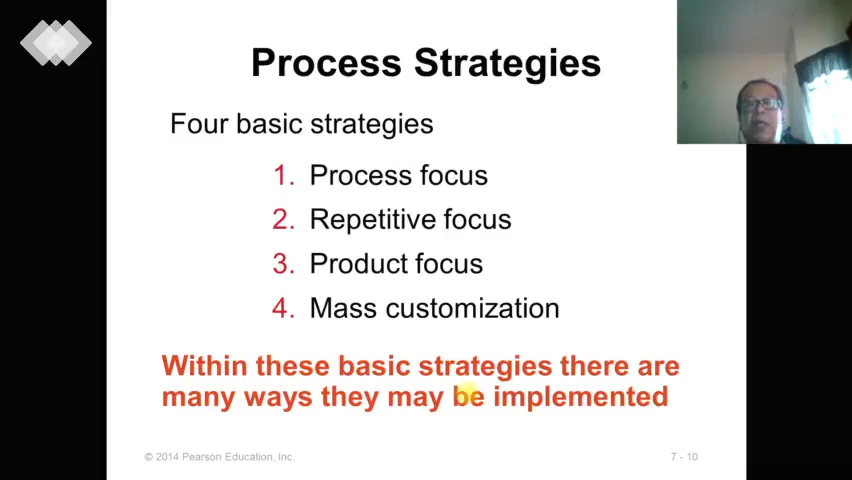 Process Strategies
Four basic strategies
1. Process focus
2. Repetitive focus
3. Product focus
4. Mass customization
Within these basic strategies there are
many ways they may be implemented
© 2014 Pearson Education, Inc.
7 - 10